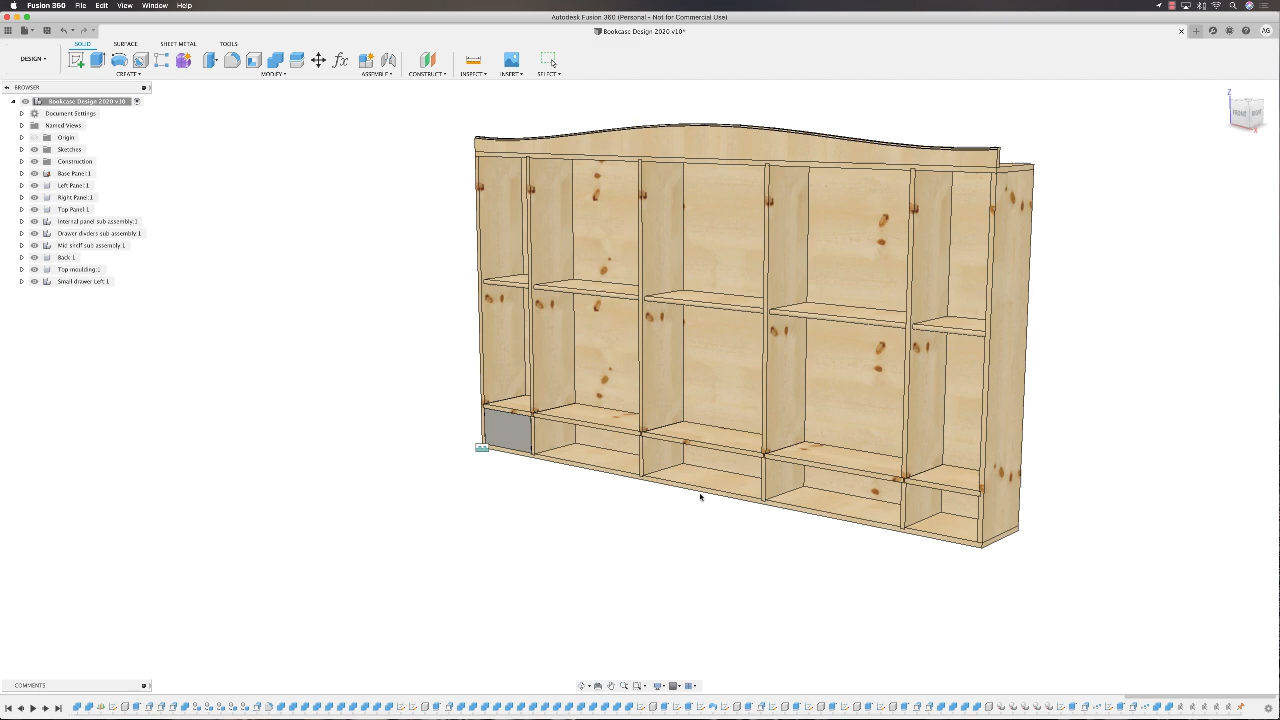 Fusion 360 File Edit View Window Help
Autodesk Fusion 360 (Personal - Not for Commercial Use)
Bookcase Design 2020 v10*
AG
SOLID SURFACE SHEET METAL TOOLS
DESIGN
CREATE MODIFY ASSEMBLE CONSTRUCT INSPECT INSERT SELECT
BROWSER
Bookcase Design 2020 v10
Document Settings
Named Views
Origin
Sketches
Construction
Base Panel:1
Left Panel:1
Right Panel:1
Top Panel:1
Internal panel sub assembly:1
Drawer divders sub assembly:1
Mid shelf sub assembly:1
Back:1
Top moulding:1
Small drawer Left:1
Z
FRONT RIGHT
X
COMMENTS